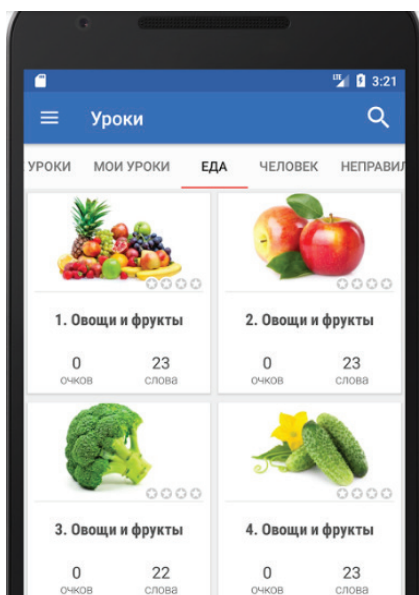 LTE 3:21
Уроки
УРОКИ МОИ УРОКИ ЕДА ЧЕЛОВЕК НЕПРАВИЛ
1. Овощи и фрукты 2. Овощи и фрукты
0 23 0 23
очков слова очков слова
3. Овощи и фрукты 4. Овощи и фрукты
0 22 0 23
очков слова очков слова